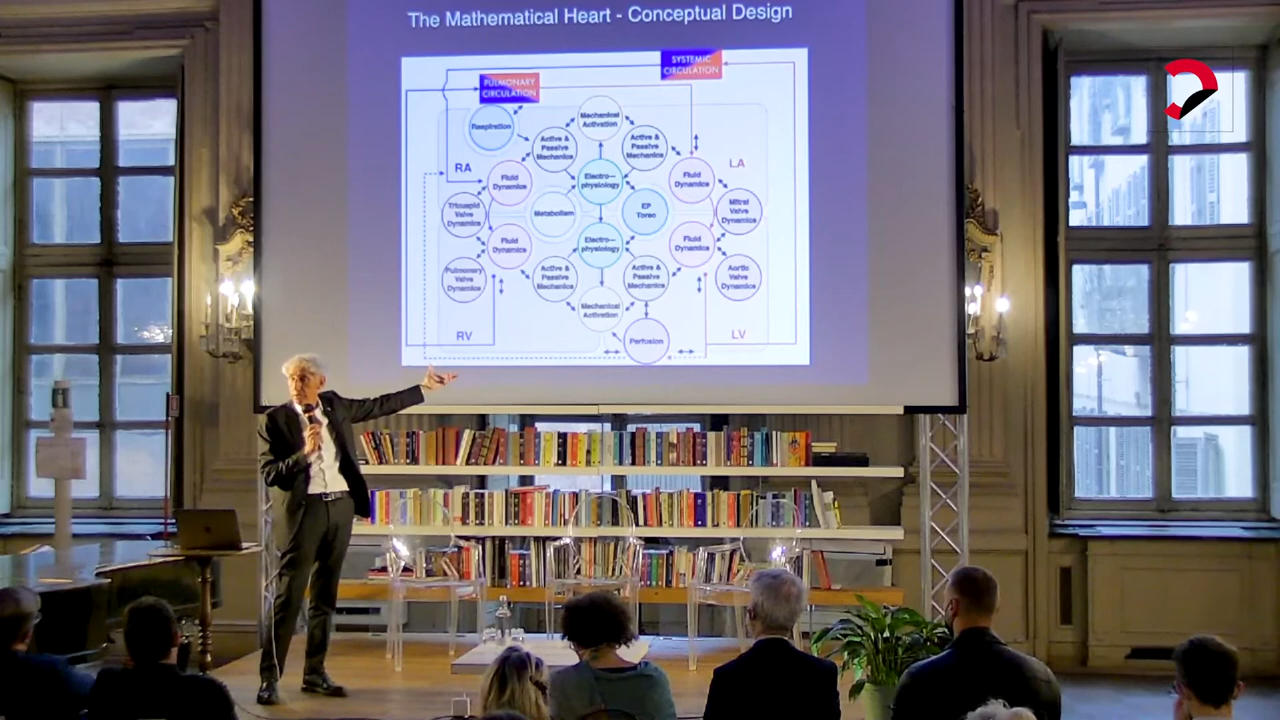 The Mathematical Heart - Conceptual Design
SYSTEMIC
CIRCULATION
PULMONARY
CIRCULATION
Respiration
Mechanical
Activation
Active &
Passive
Mechanics
Active &
Passive
Mechanics
RA
LA
Fluid
Dynamics
Electro-
physiology
Fluid
Dynamics
Tricuspid
Valve
Dynamics
Metabolism
EP
Torso
Mitral
Valve
Dynamics
Fluid
Dynamics
Electro-
physiology
Fluid
Dynamics
Pulmonary
Valve
Dynamics
Active &
Passive
Mechanics
Active &
Passive
Mechanics
Aortic
Valve
Dynamics
Mechanical
Activation
RV
LV
Perfusion